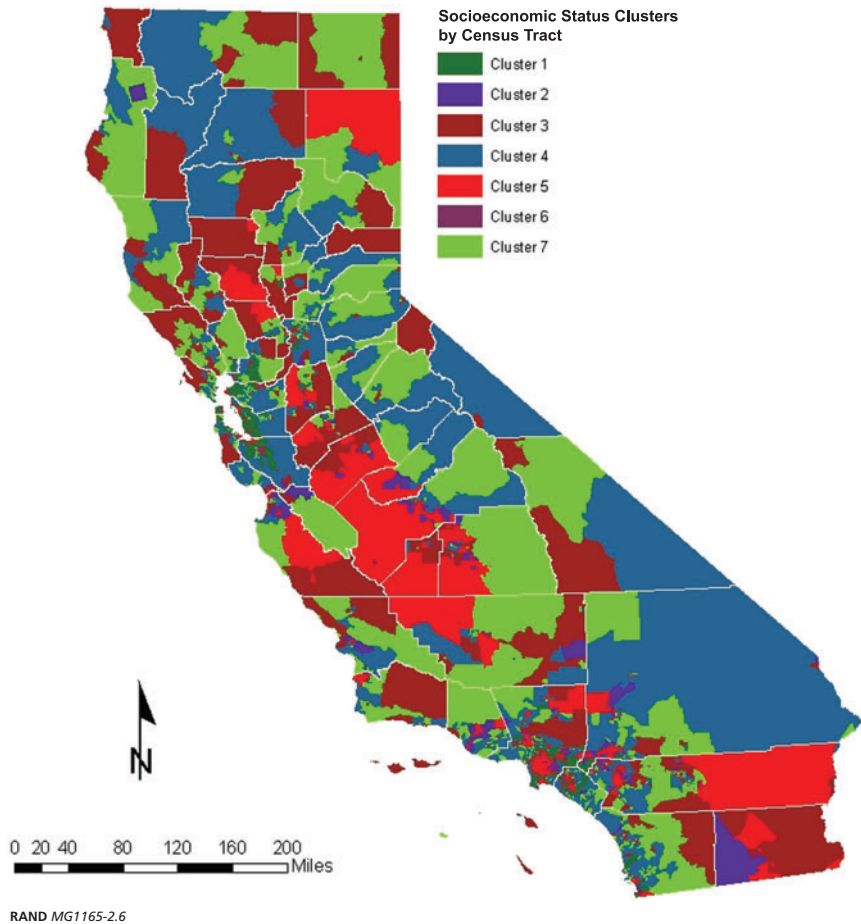 Socioeconomic Status Clusters
by Census Tract
Cluster 1
Cluster 2
Cluster 3
Cluster 4
Cluster 5
Cluster 6
Cluster 7
N
0 20 40 80 120 160 200
Miles
RAND MG1165-2.6